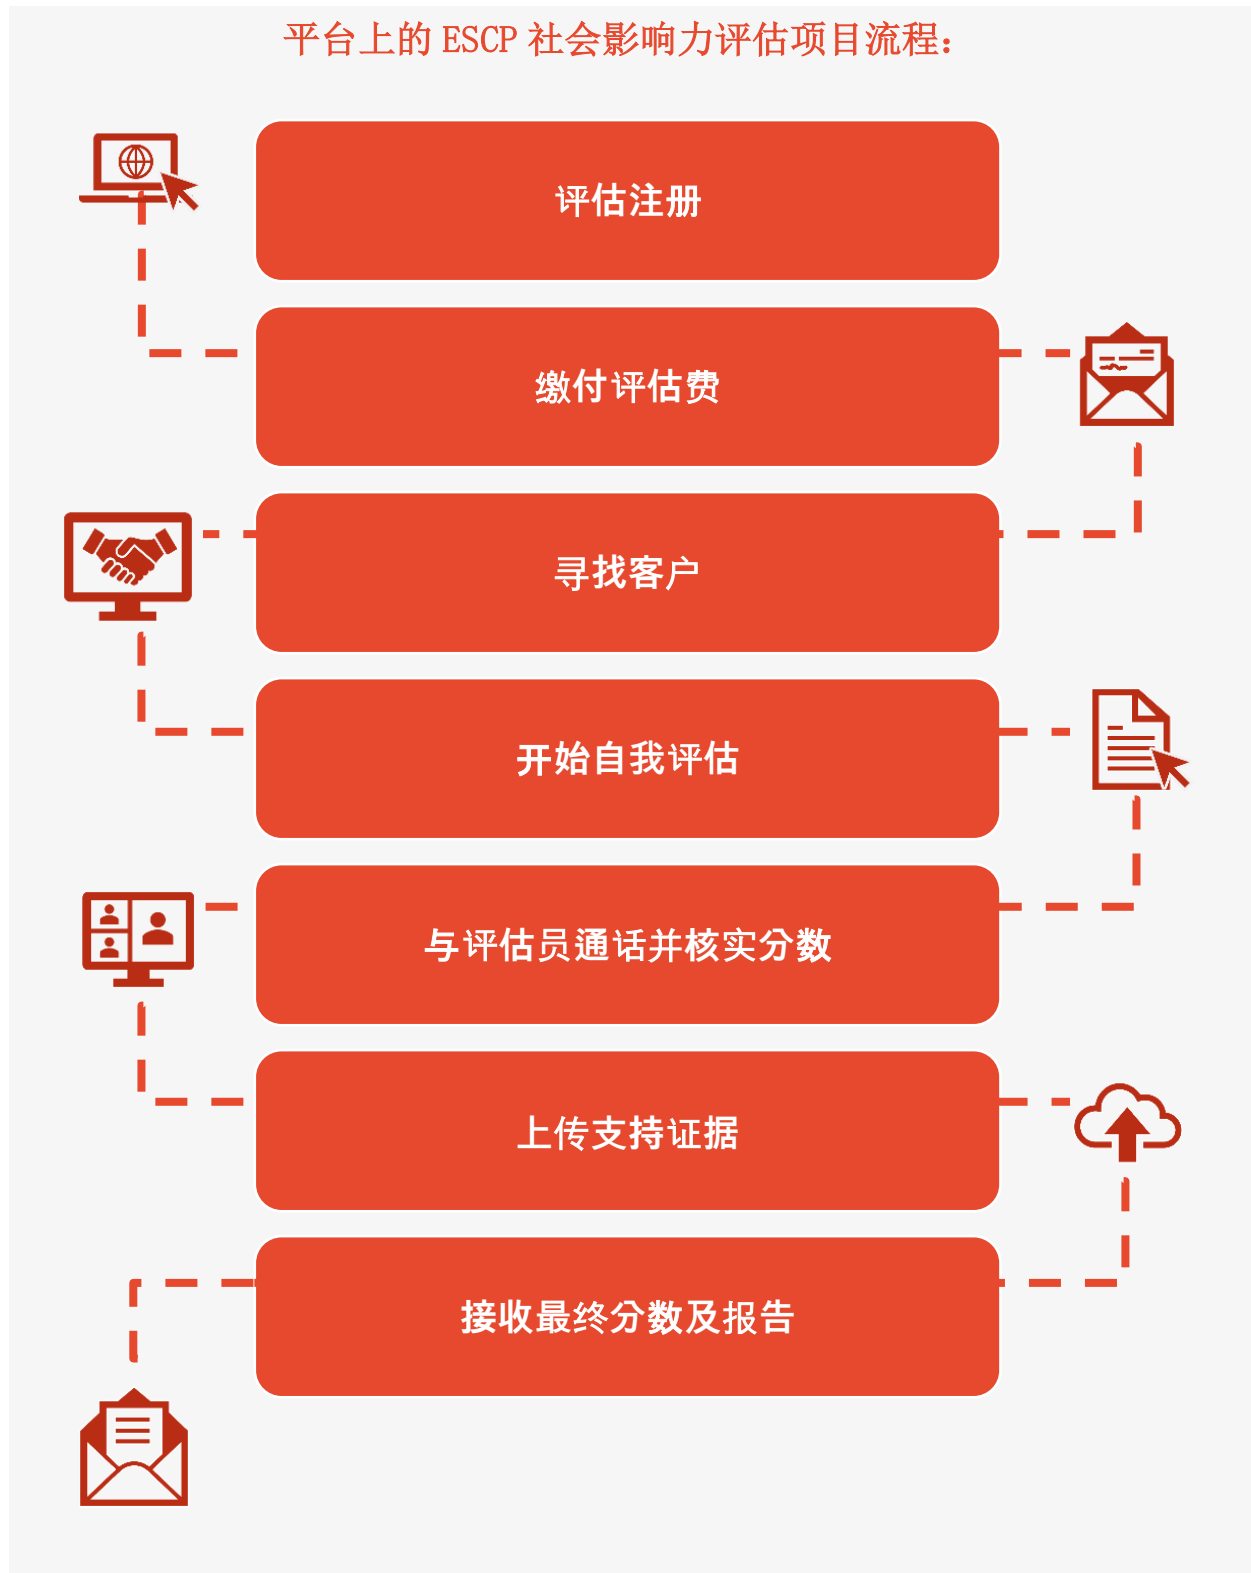 平台上的 ESCP 社会影响力评估项目流程：
评估注册
缴付评估费
寻找客户
开始自我评估
与评估员通话并核实分数
上传支持证据
接收最终分数及报告